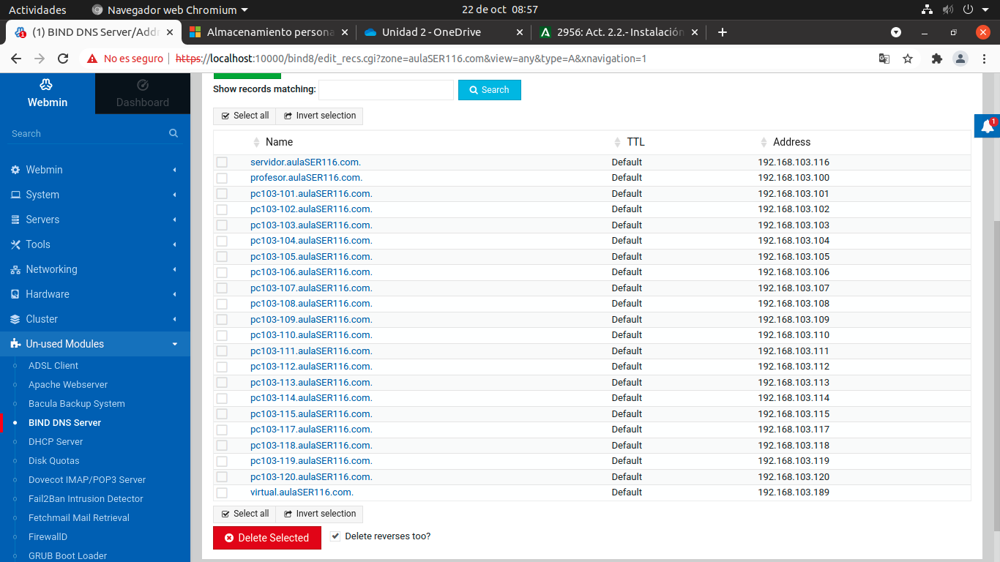 Actividades Navegador web Chromium 22 de oct 08:57
(1) BIND DNS Server/Addr Almacenamiento persona Unidad 2 - OneDrive 2956: Act. 2.2.- Instalación
No es seguro https://localhost:10000/bind8/edit_recs.cgi?zone=aulaSER116.com&view=any&type=A&xnavigation=1
Webmin Dashboard
Search
Webmin
System
Servers
Tools
Networking
Hardware
Cluster
Un-used Modules
ADSL Client
Apache Webserver
Bacula Backup System
BIND DNS Server
DHCP Server
Disk Quotas
Dovecot IMAP/POP3 Server
Fail2Ban Intrusion Detector
Fetchmail Mail Retrieval
FirewallD
GRUB Boot Loader
Show records matching: Search
Select all Invert selection
1
Name TTL Address
servidor.aulaSER116.com. Default 192.168.103.116
profesor.aulaSER116.com. Default 192.168.103.100
pc103-101.aulaSER116.com. Default 192.168.103.101
pc103-102.aulaSER116.com. Default 192.168.103.102
pc103-103.aulaSER116.com. Default 192.168.103.103
pc103-104.aulaSER116.com. Default 192.168.103.104
pc103-105.aulaSER116.com. Default 192.168.103.105
pc103-106.aulaSER116.com. Default 192.168.103.106
pc103-107.aulaSER116.com. Default 192.168.103.107
pc103-108.aulaSER116.com. Default 192.168.103.108
pc103-109.aulaSER116.com. Default 192.168.103.109
pc103-110.aulaSER116.com. Default 192.168.103.110
pc103-111.aulaSER116.com. Default 192.168.103.111
pc103-112.aulaSER116.com. Default 192.168.103.112
pc103-113.aulaSER116.com. Default 192.168.103.113
pc103-114.aulaSER116.com. Default 192.168.103.114
pc103-115.aulaSER116.com. Default 192.168.103.115
pc103-117.aulaSER116.com. Default 192.168.103.117
pc103-118.aulaSER116.com. Default 192.168.103.118
pc103-119.aulaSER116.com. Default 192.168.103.119
pc103-120.aulaSER116.com. Default 192.168.103.120
virtual.aulaSER116.com. Default 192.168.103.189
Select all Invert selection
Delete Selected Delete reverses too?